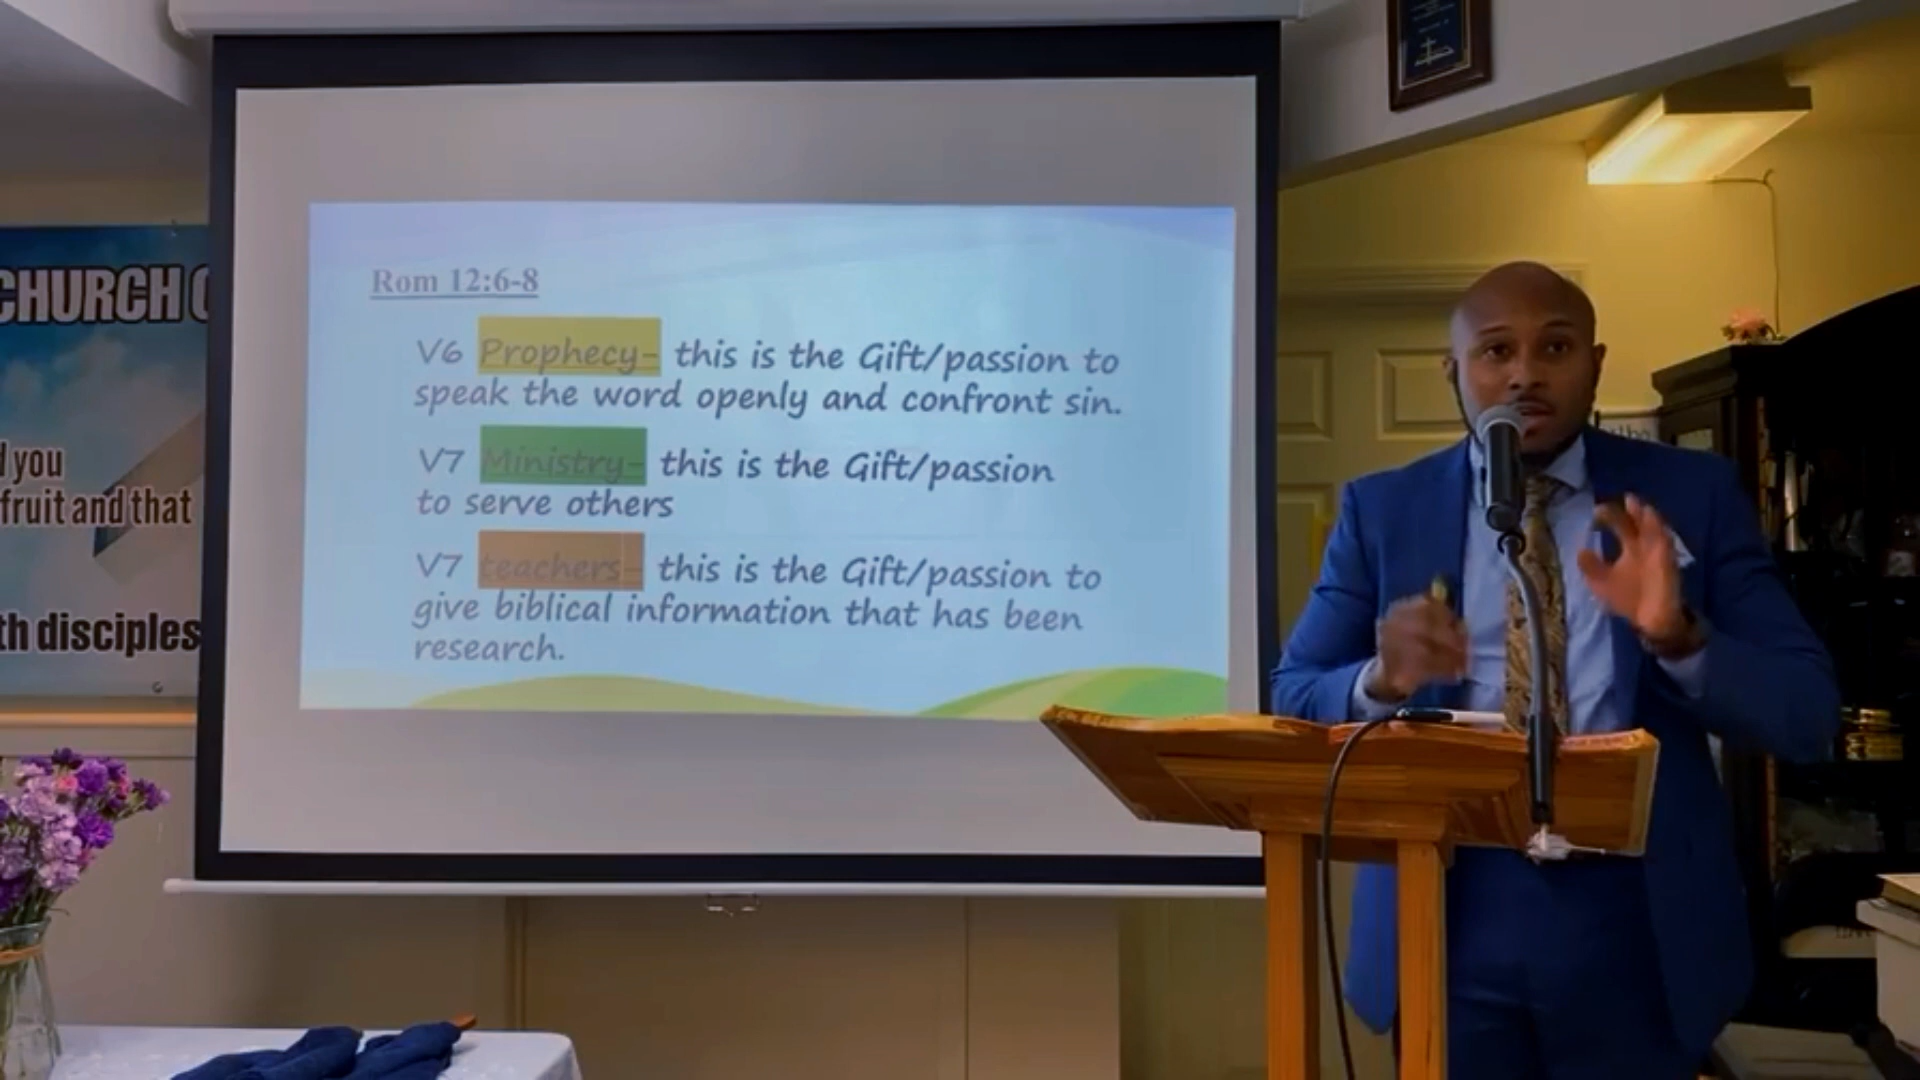 CHURCH
you
fruit and that
th disciples
Rom 12:6-8
V6 Prophecy- this is the Gift/passion to
speak the word openly and confront sin.
V7 Ministry- this is the Gift/passion
to serve others
V7 teachers- this is the Gift/passion to
give biblical information that has been
research.